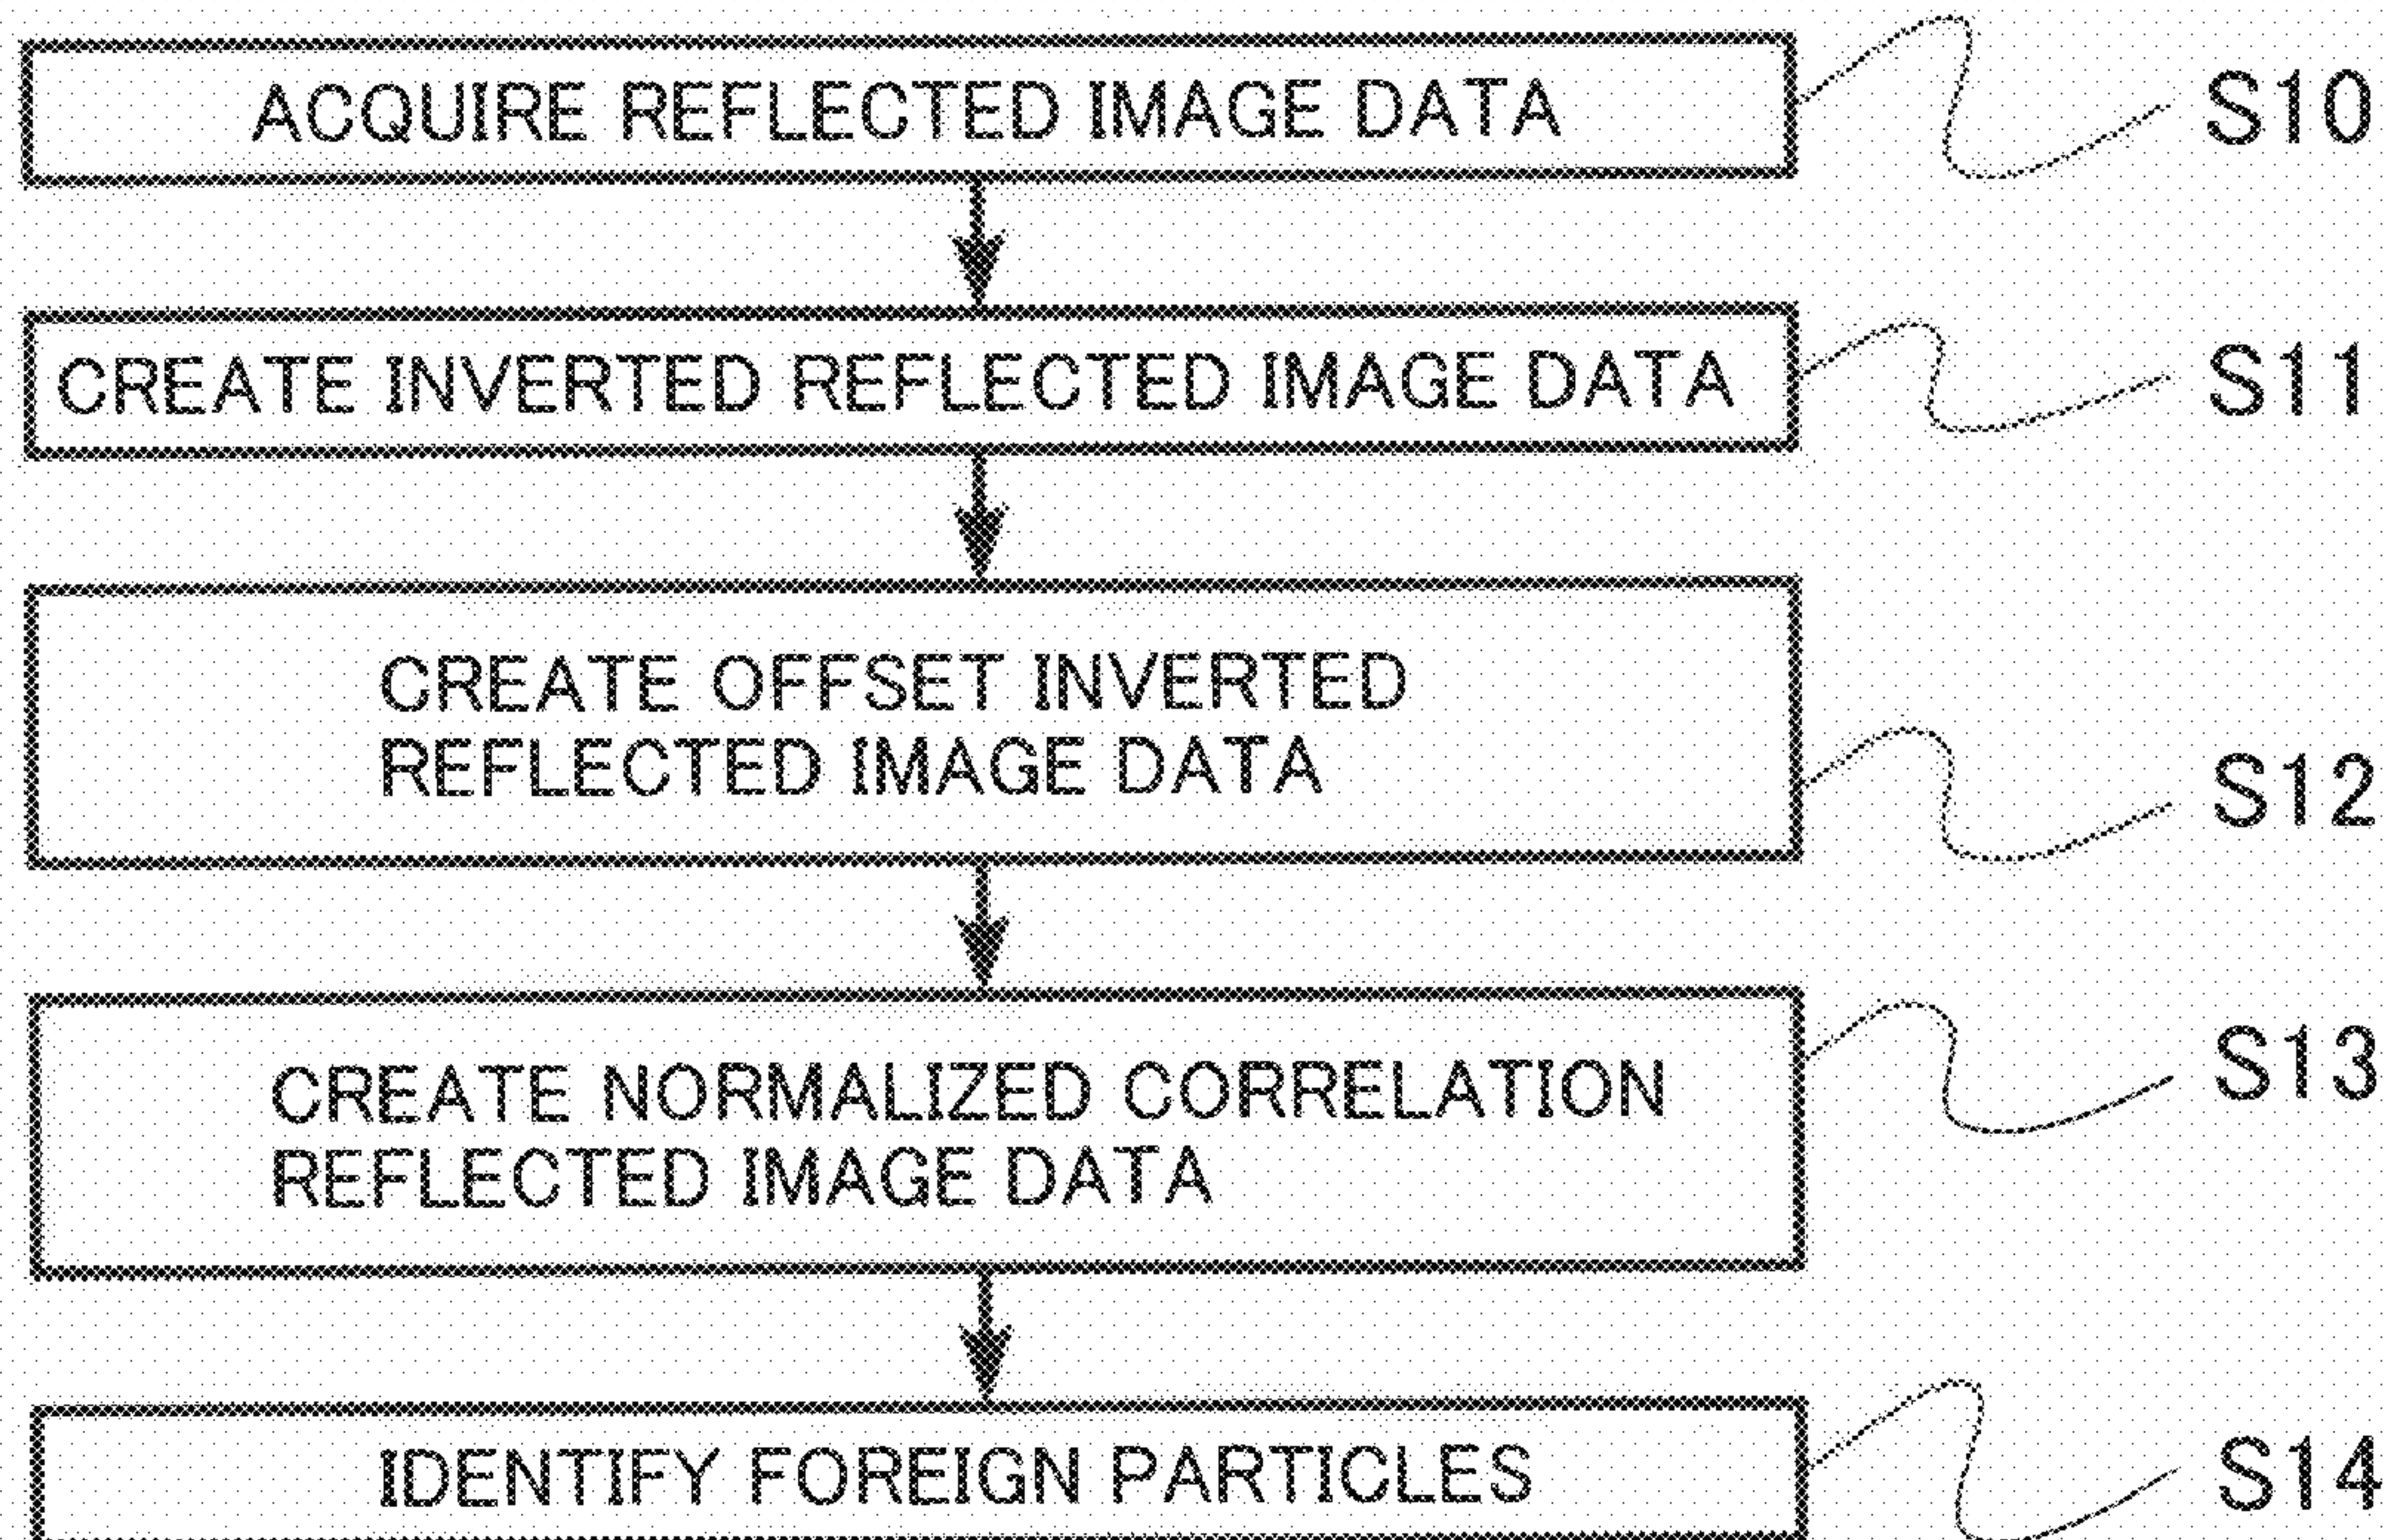 ACQUIRE REFLECTED IMAGE DATA
S10
CREATE INVERTED REFLECTED IMAGE DATA
S11
CREATE OFFSET INVERTED
REFLECTED IMAGE DATA
S12
CREATE NORMALIZED CORRELATION
REFLECTED IMAGE DATA
S13
IDENTIFY FOREIGN PARTICLES
S14